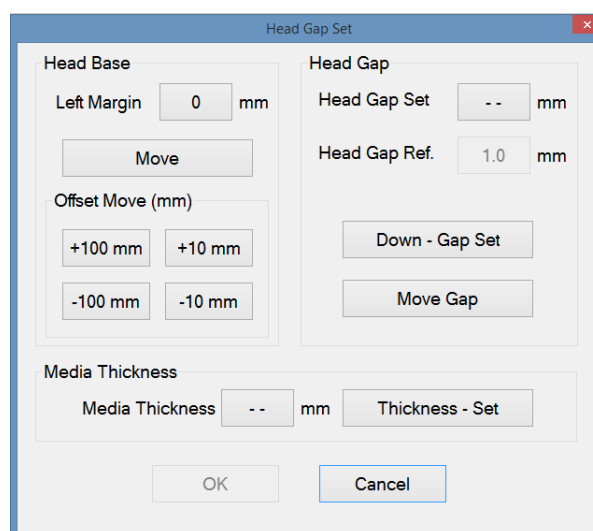 Head Gap Set
Head Base
Left Margin 0 mm
Move
Offset Move (mm)
+100 mm +10 mm
-100 mm -10 mm
Head Gap
Head Gap Set - - mm
Head Gap Ref. 1.0 mm
Down - Gap Set
Move Gap
Media Thickness
Media Thickness - - mm Thickness - Set
OK Cancel